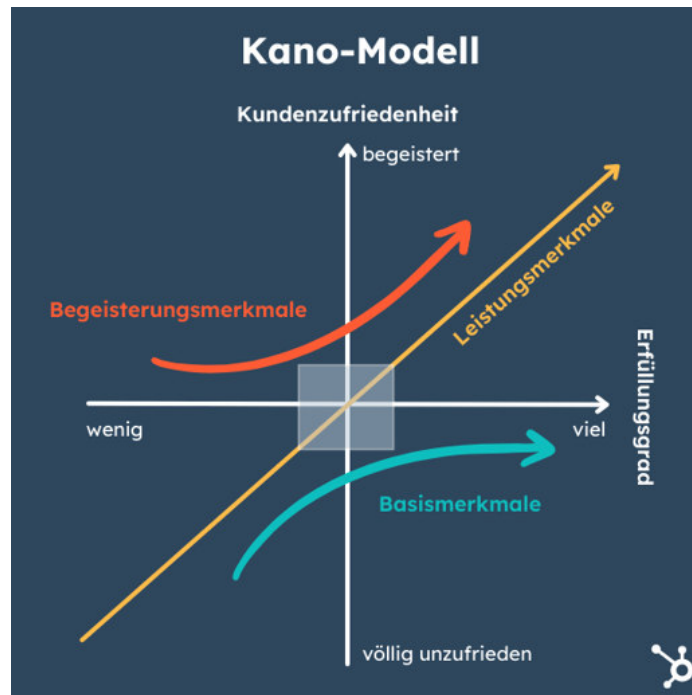 Kano-Modell
Kundenzufriedenheit
begeistert
Begeisterungsmerkmale
Leistungsmerkmale
Erfüllungsgrad
wenig
viel
Basismerkmale
völlig unzufrieden